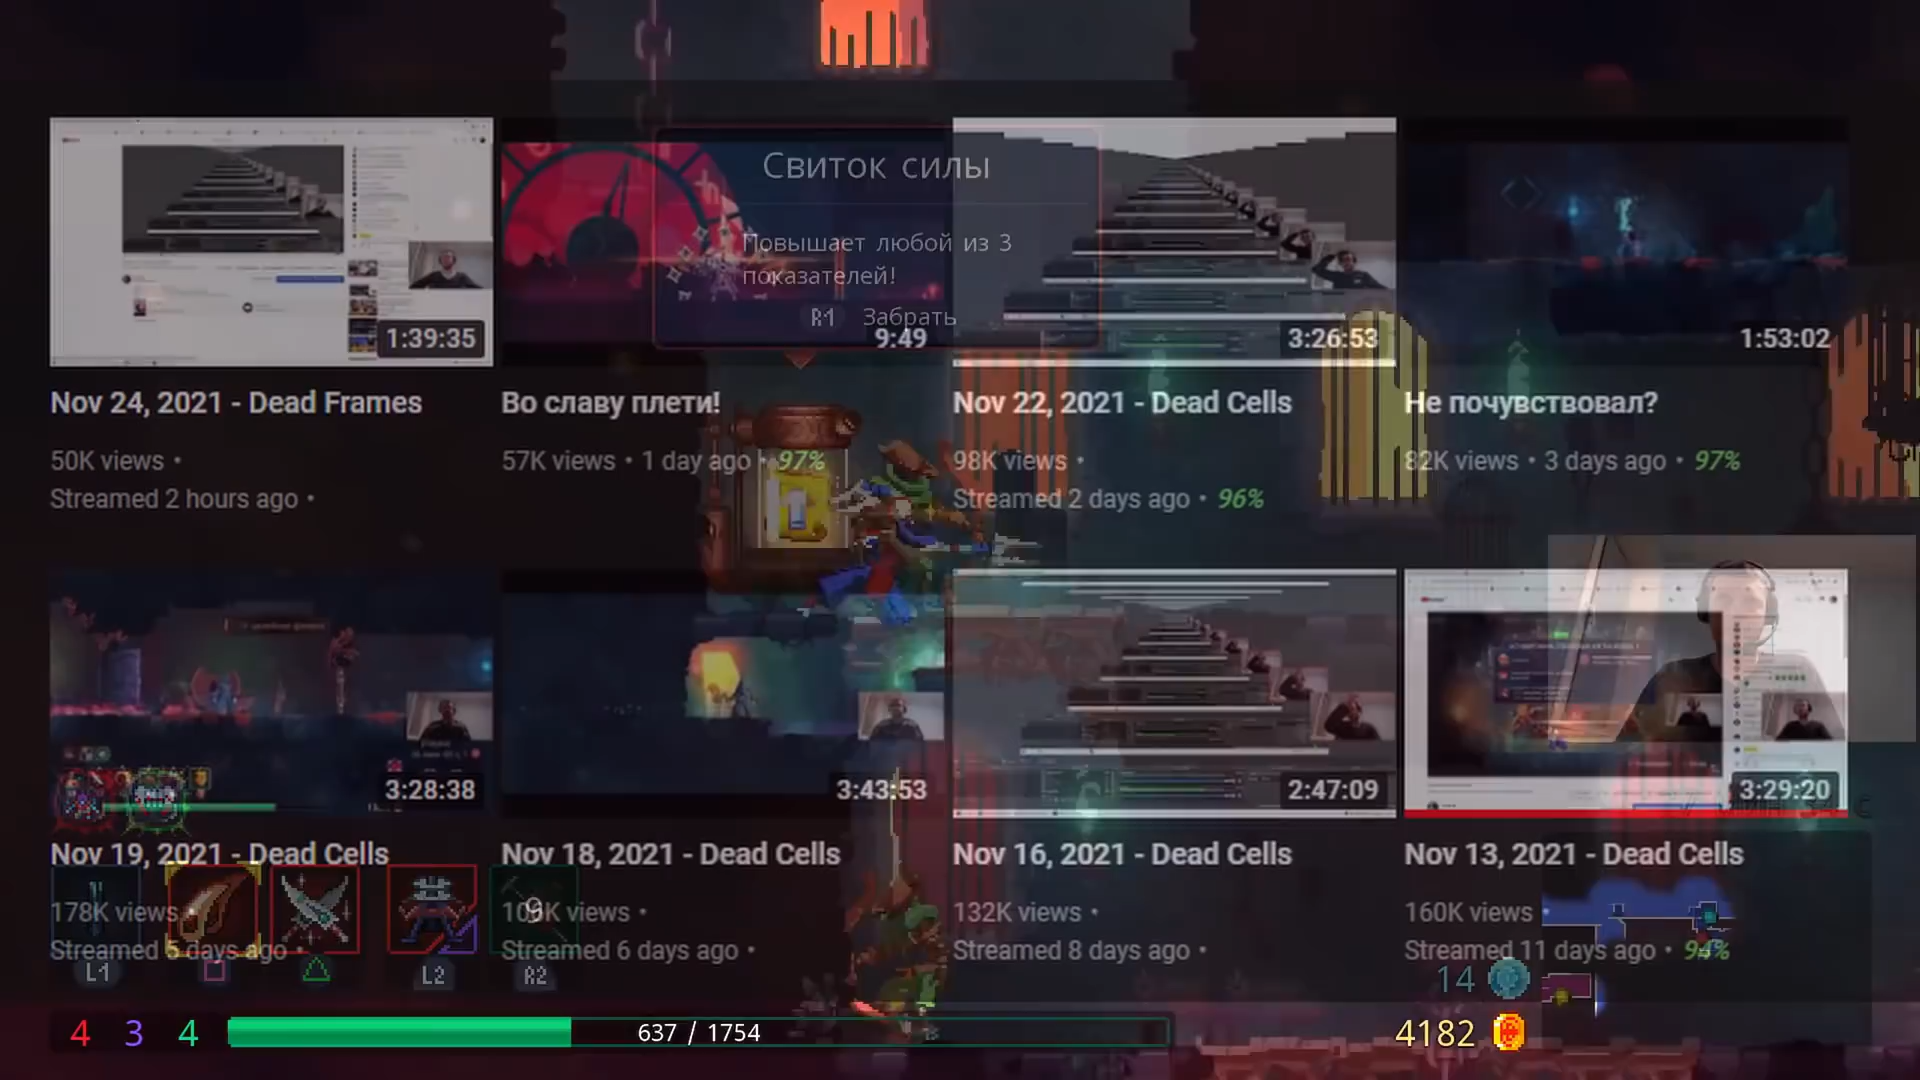 Свиток силы
Повышает любой из 3
показателей!
R1 Забрать
1:39:35
9:49
3:26:53
1:53:02
Nov 24, 2021 - Dead Frames
50K views •
Streamed 2 hours ago •
Во славу плети!
57K views • 1 day ago • 97%
Nov 22, 2021 - Dead Cells
98K views •
Streamed 2 days ago • 96%
Не почувствовал?
82K views • 3 days ago • 97%
3:28:38
3:43:53
2:47:09
3:29:20
Nov 19, 2021 - Dead Cells
178K views •
Streamed 5 days ago •
Nov 18, 2021 - Dead Cells
views •
Streamed 6 days ago •
Nov 16, 2021 - Dead Cells
132K views •
Streamed 8 days ago •
Nov 13, 2021 - Dead Cells
160K views •
Streamed 11 days ago • 94%
9
L1 L2 R2
14
4 3 4
637 / 1754
4182